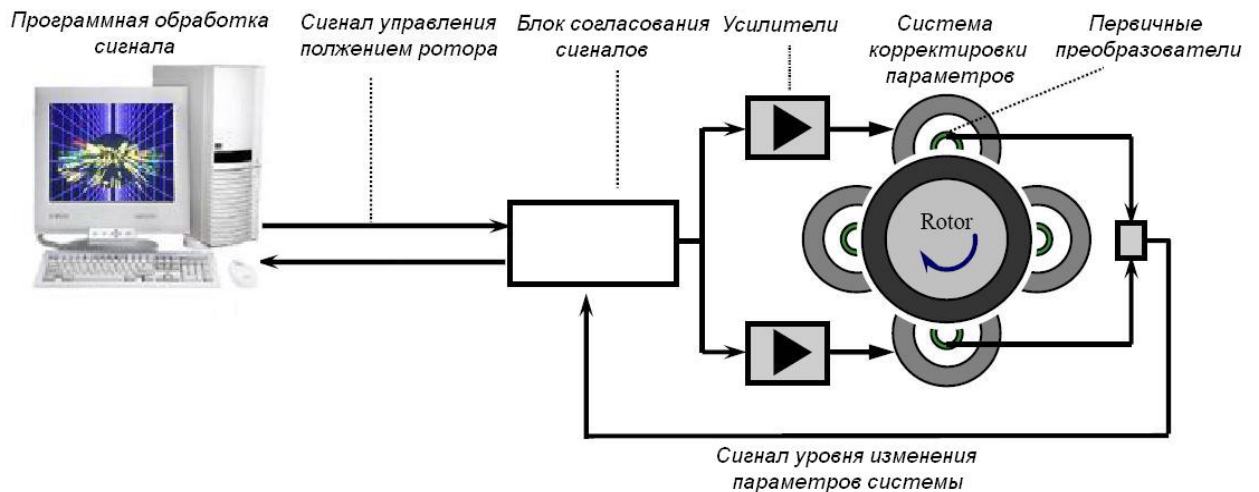 Программная обработка
сигнала
Сигнал управления
полжением ротора
Блок согласования
сигналов
Усилители
Система
корректировки
параметров
Первичные
преобразователи
Rotor
Сигнал уровня изменения
параметров системы